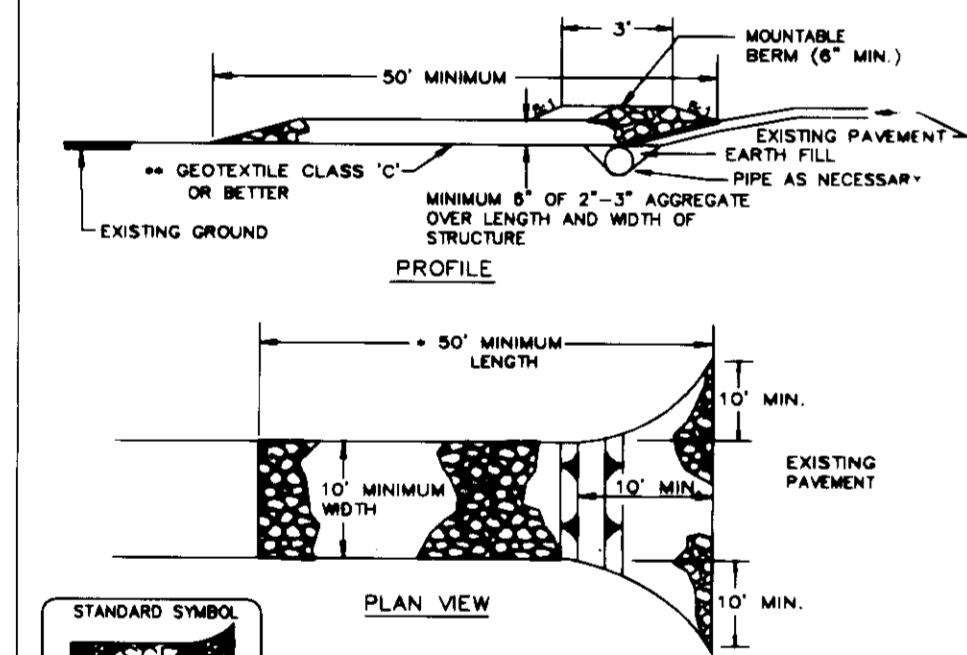 3'
MOUNTABLE
BERM (6" MIN.)
50' MINIMUM
EXISTING PAVEMENT
** GEOTEXTILE CLASS 'C'
OR BETTER
EARTH FILL
PIPE AS NECESSARY
MINIMUM 6" OF 2"-3" AGGREGATE
OVER LENGTH AND WIDTH OF
STRUCTURE
EXISTING GROUND
PROFILE
* 50' MINIMUM
LENGTH
10' MIN.
EXISTING
PAVEMENT
10' MINIMUM
WIDTH
10' MIN.
10' MIN.
PLAN VIEW
STANDARD SYMBOL